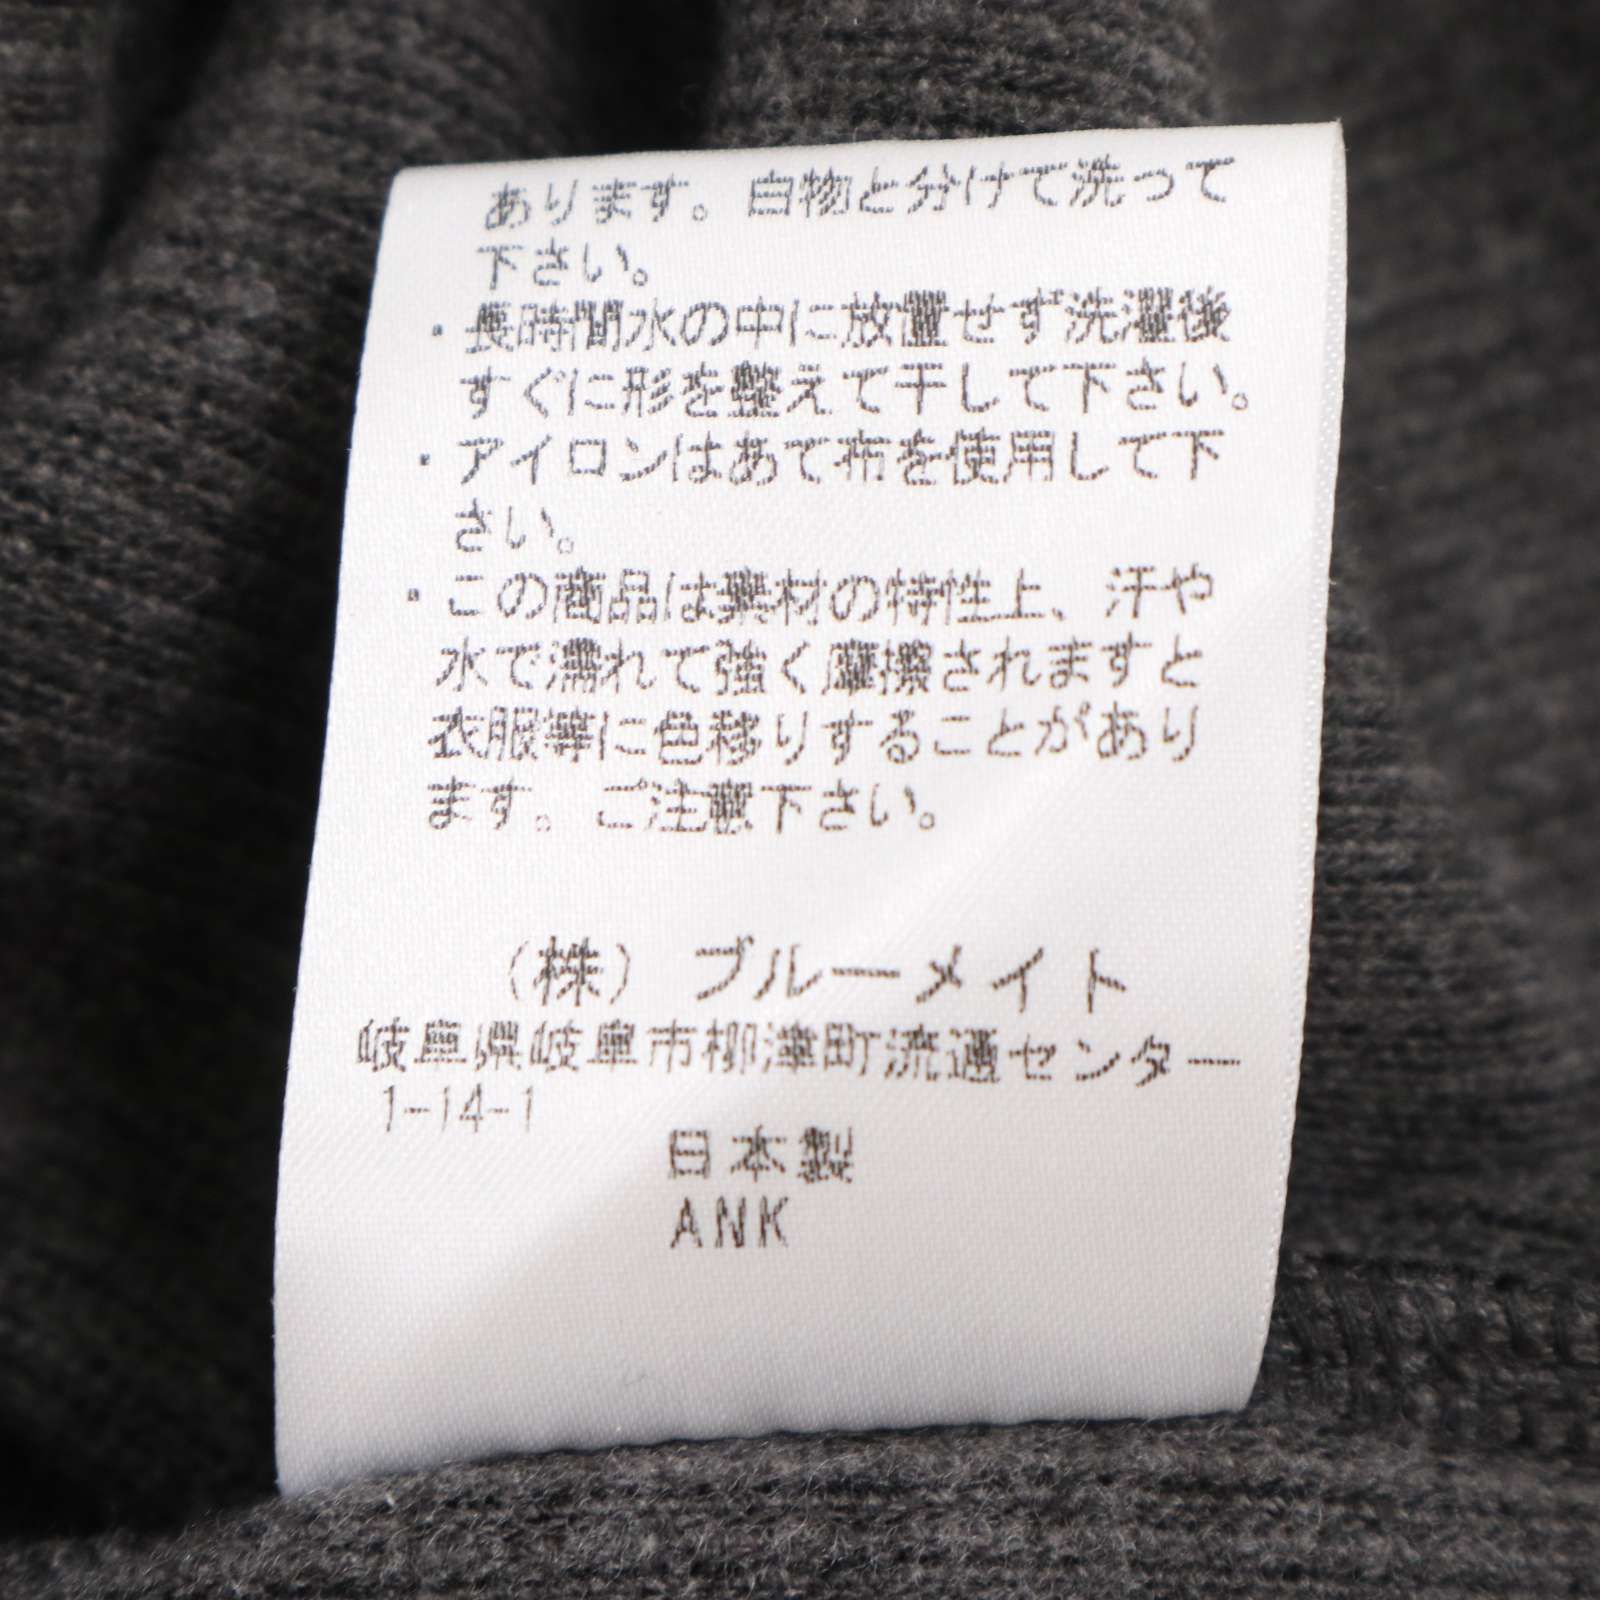 あります。白物と分けて洗って
下さい。
・長時間水の中に放置せず洗濯後
すぐに形を整えて干して下さい。
・アイロンはあて布を使用して下
さい。
・この商品は素材の特性上、汗や
水で濡れて強く摩擦されますと
衣服等に色移りすることがあり
ます。ご注意下さい。
（株）ブルーメイト
岐阜県岐阜市柳津町流通センター
1-14-1
日本製
ANK